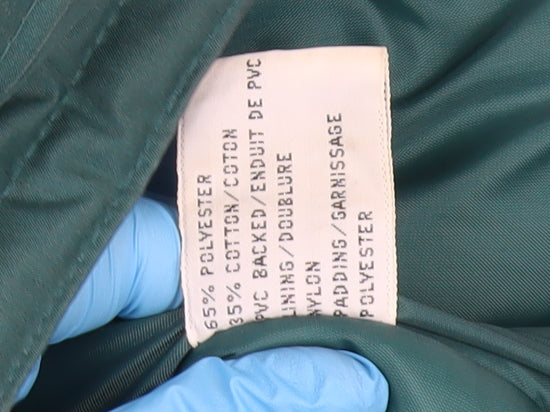 65% POLYESTER
35% COTTON/COTON
PVC BACKED/ENDUIT DE PVC
LINING/DOUBLURE
NYLON
PADDING/GARNISSAGE
POLYESTER